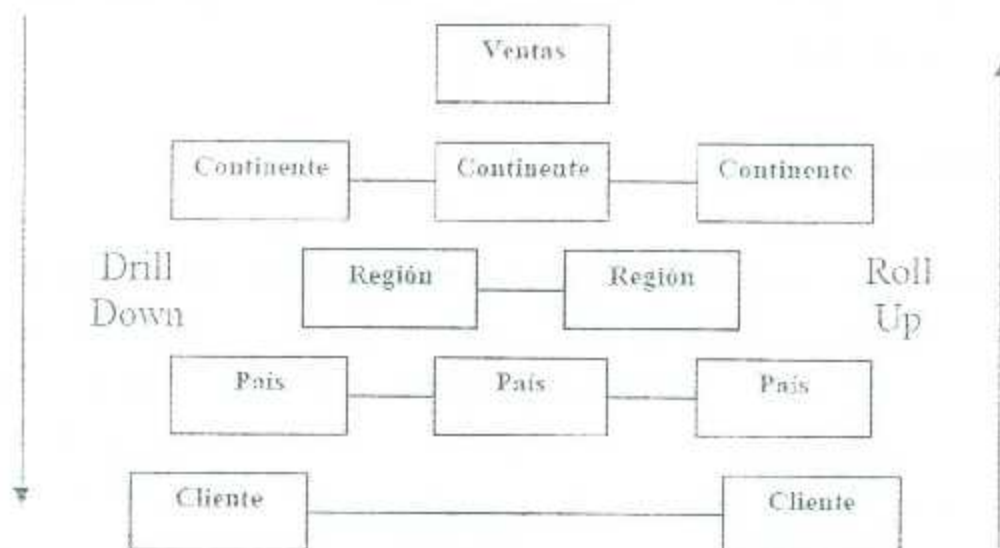 Ventas
Continente
Continente
Continente
Drill
Down
Región
Región
Roll
Up
País
País
País
Cliente
Cliente